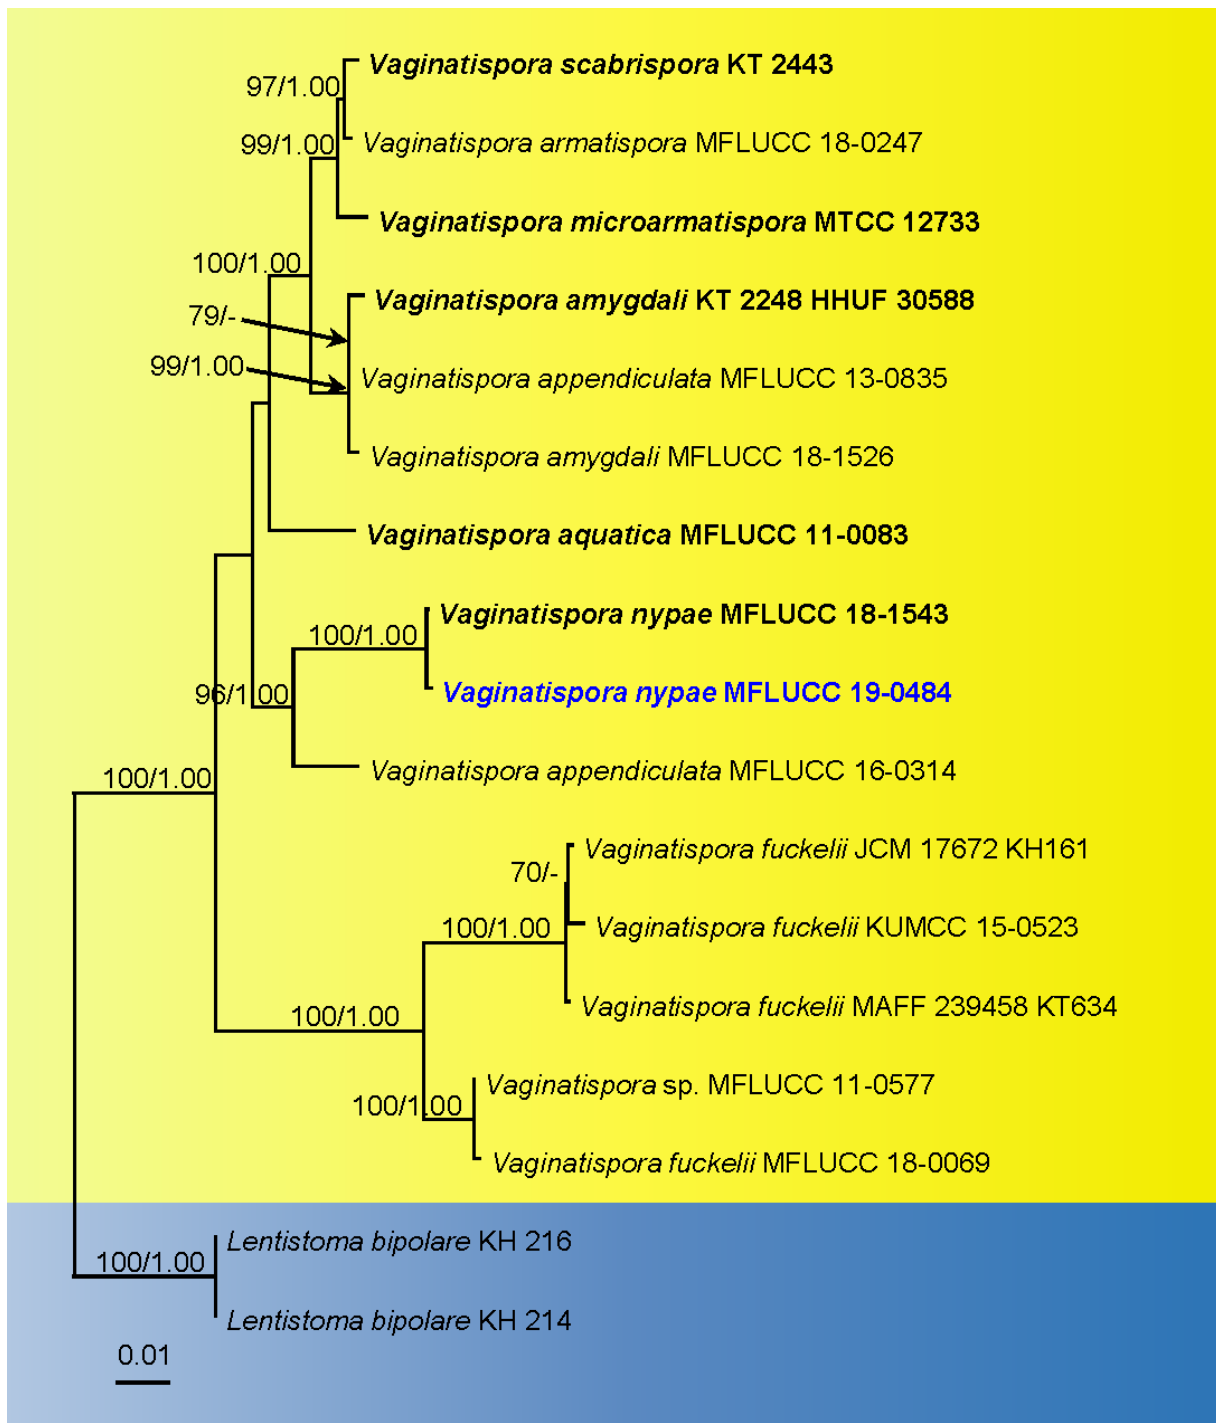 Vaginatispora scabrispora KT 2443
97/1.00
Vaginatispora armatispora MFLUCC 18-0247
99/1.00
Vaginatispora microarmatispora MTCC 12733
100/1.00
Vaginatispora amygdali KT 2248 HHUF 30588
79/-
99/1.00
Vaginatispora appendiculata MFLUCC 13-0835
Vaginatispora amygdali MFLUCC 18-1526
Vaginatispora aquatica MFLUCC 11-0083
Vaginatispora nypae MFLUCC 18-1543
100/1.00
Vaginatispora nypae MFLUCC 19-0484
96/1.00
Vaginatispora appendiculata MFLUCC 16-0314
100/1.00
Vaginatispora fuckelii JCM 17672 KH161
70/-
Vaginatispora fuckelii KUMCC 15-0523
100/1.00
Vaginatispora fuckelii MAFF 239458 KT634
100/1.00
Vaginatispora sp. MFLUCC 11-0577
100/1.00
Vaginatispora fuckelii MFLUCC 18-0069
Lentistoma bipolare KH 216
100/1.00
Lentistoma bipolare KH 214
0.01